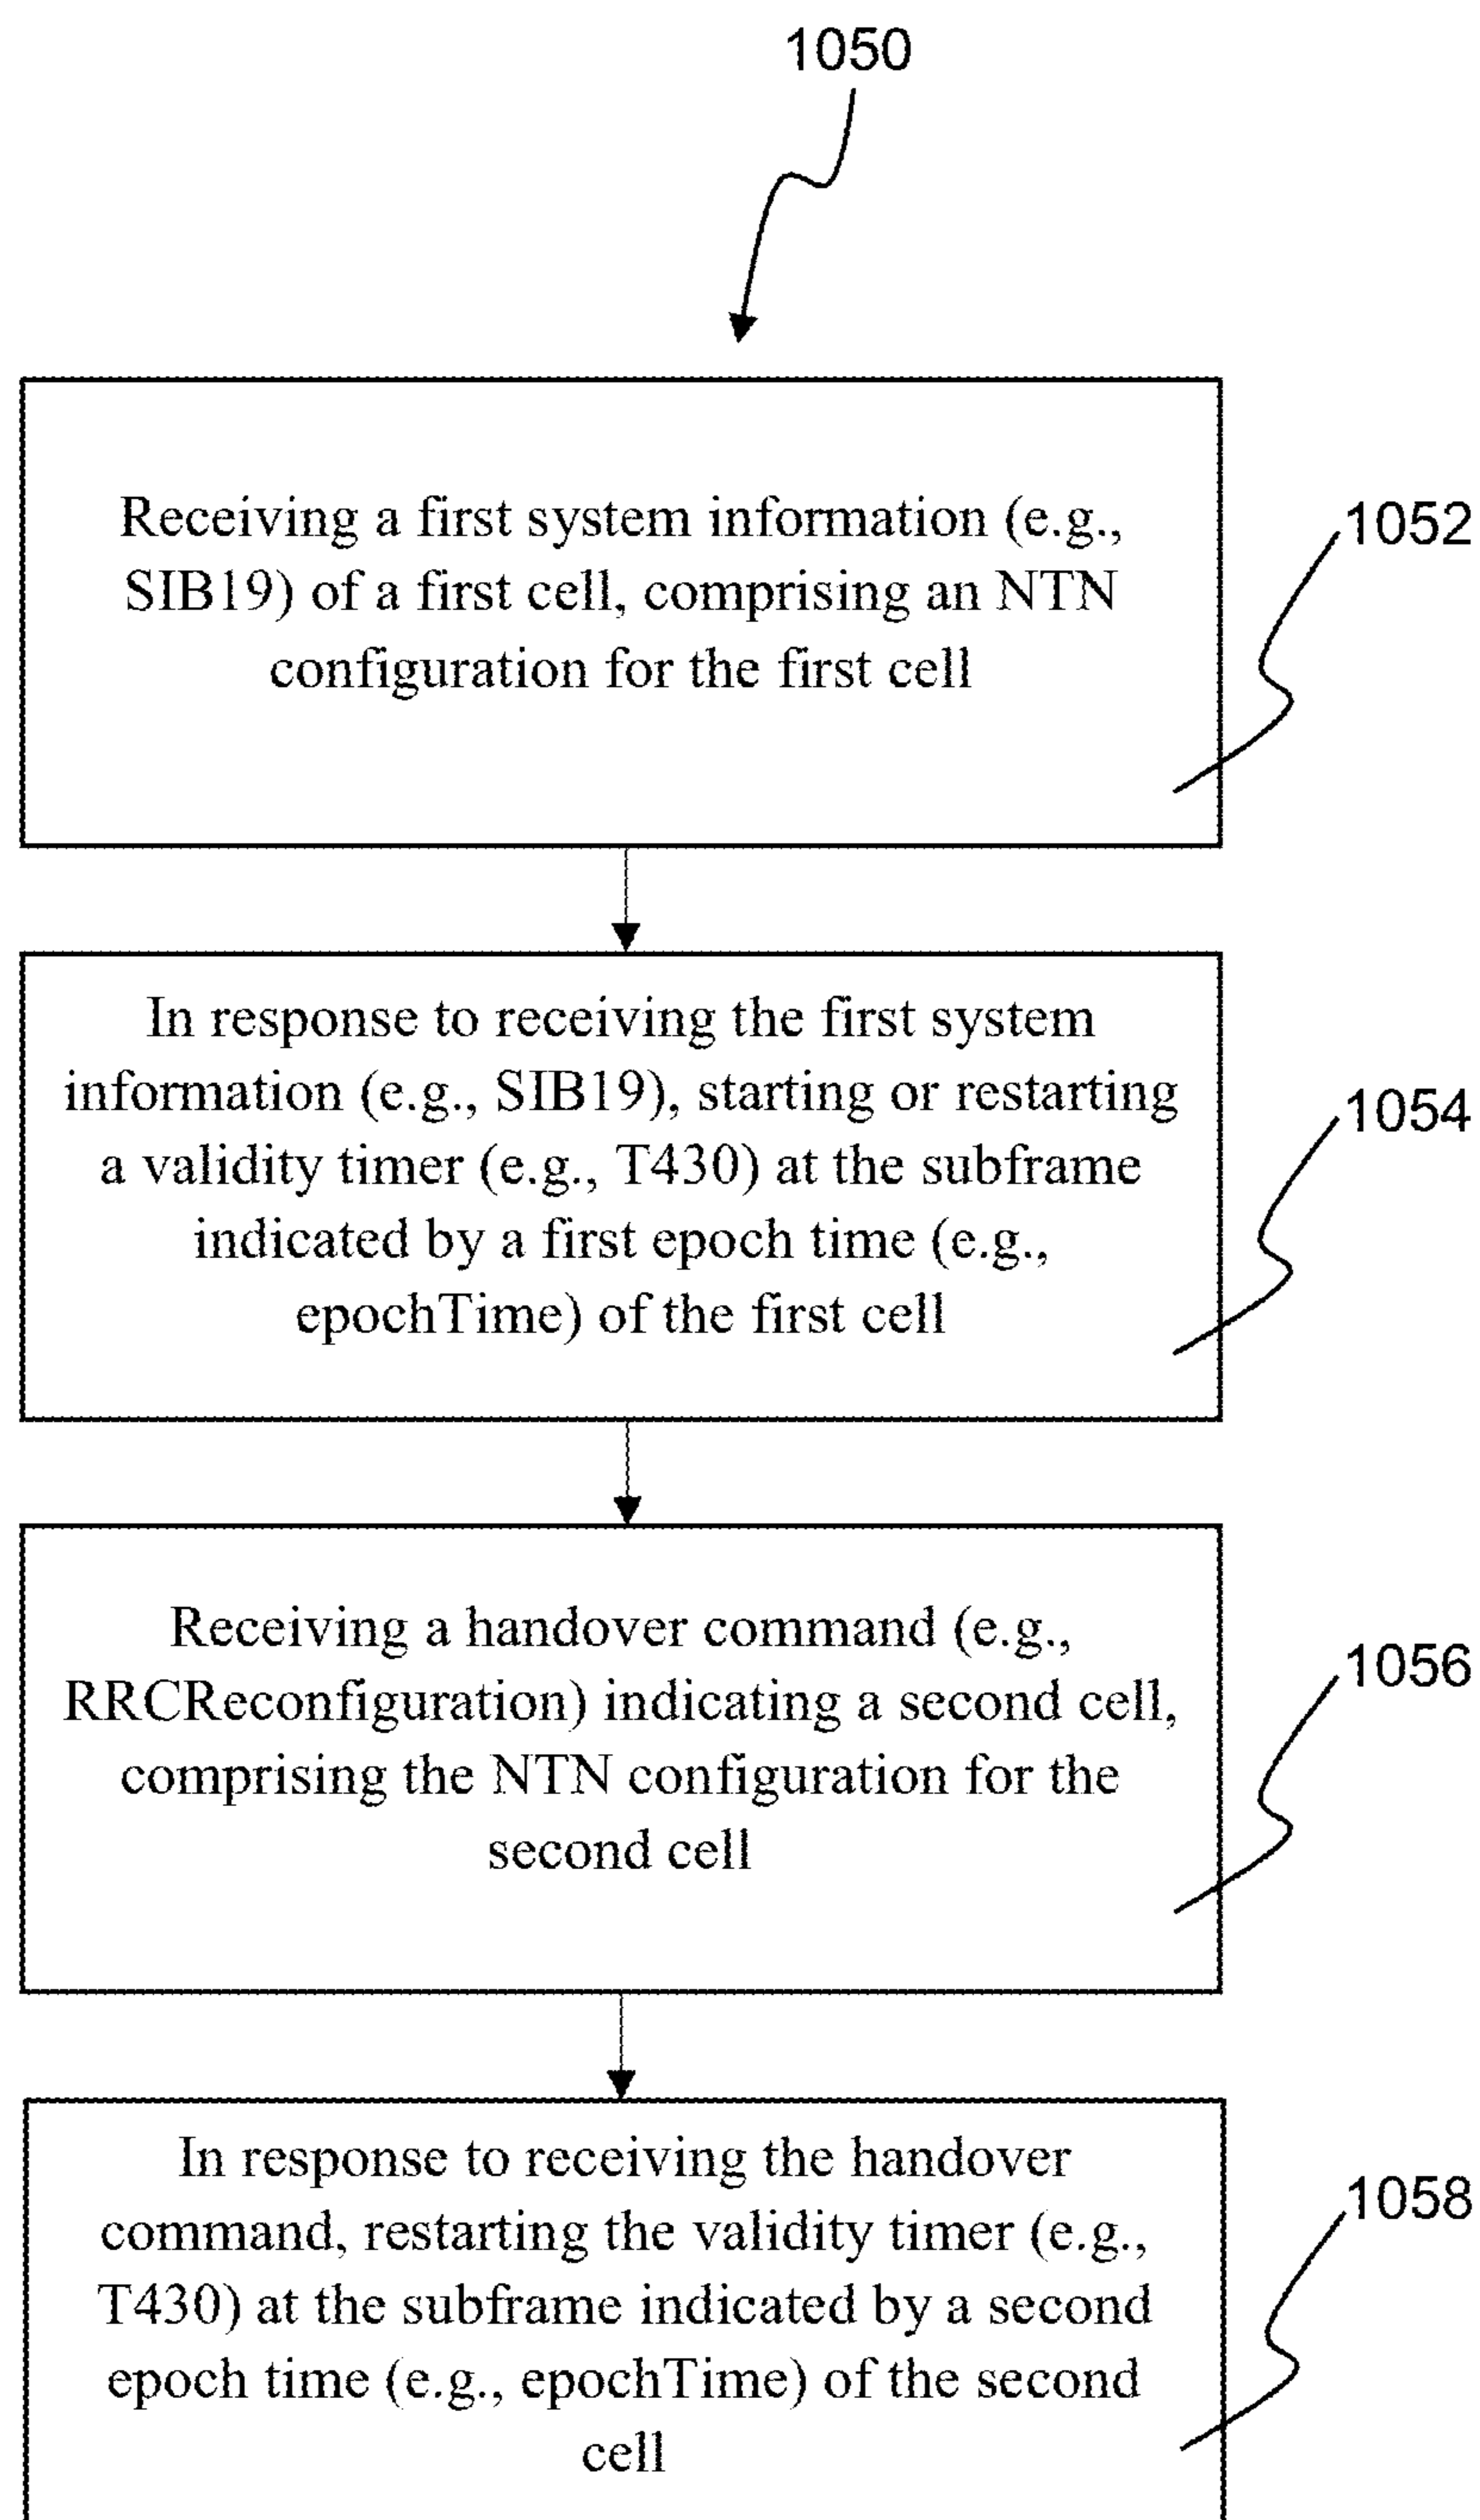 1050
Receiving a first system information (e.g.,
SIB19) of a first cell, comprising an NTN
configuration for the first cell
1052
In response to receiving the first system
information (e.g., SIB19), starting or restarting
a validity timer (e.g., T430) at the subframe
indicated by a first epoch time (e.g.,
epochTime) of the first cell
1054
Receiving a handover command (e.g.,
RRCReconfiguration) indicating a second cell,
comprising the NTN configuration for the
second cell
1056
In response to receiving the handover
command, restarting the validity timer (e.g.,
T430) at the subframe indicated by a second
epoch time (e.g., epochTime) of the second
cell
1058